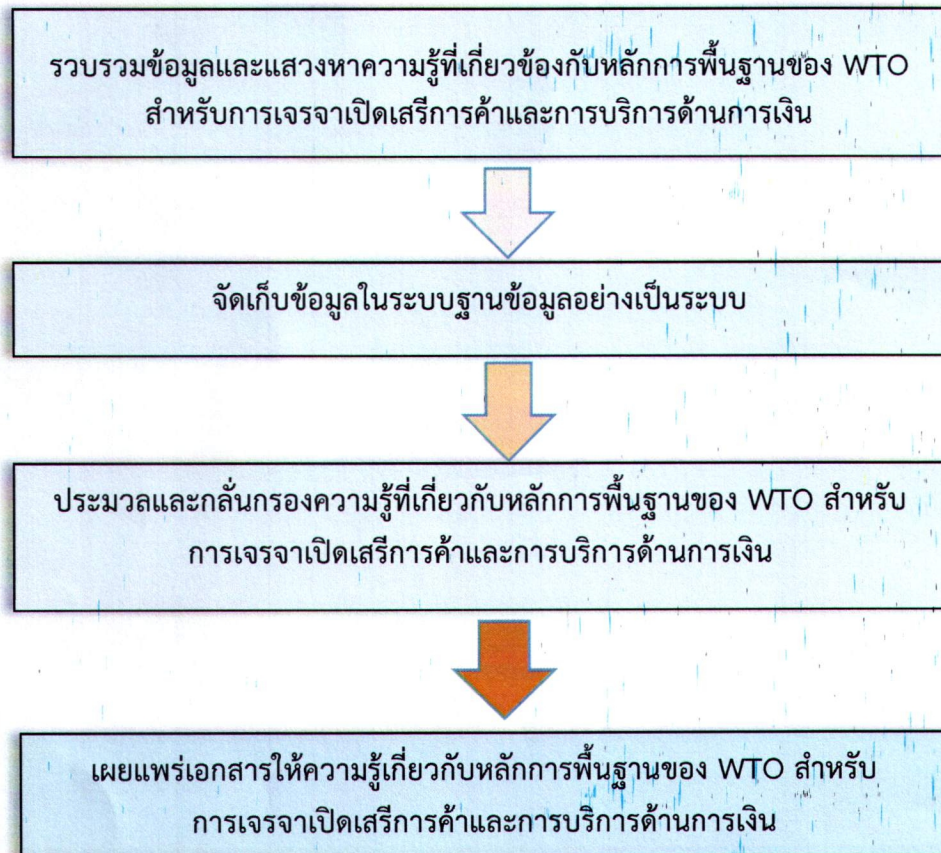 รวบรวมข้อมูลและแสวงหาความรู้ที่เกี่ยวข้องกับหลักการพื้นฐานของ WTO
สำหรับการเจรจาเปิดเสรีการค้าและการบริการด้านการเงิน
จัดเก็บข้อมูลในระบบฐานข้อมูลอย่างเป็นระบบ
ประมวลและกลั่นกรองความรู้ที่เกี่ยวกับหลักการพื้นฐานของ WTO สำหรับ
การเจรจาเปิดเสรีการค้าและการบริการด้านการเงิน
เผยแพร่เอกสารให้ความรู้เกี่ยวกับหลักการพื้นฐานของ WTO สำหรับ
การเจรจาเปิดเสรีการค้าและการบริการด้านการเงิน